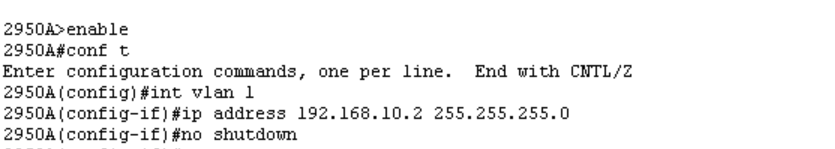 2950A>enable
2950A#conf t
Enter configuration commands, one per line.  End with CNTL/Z
2950A(config)#int vlan 1
2950A(config-if)#ip address 192.168.10.2 255.255.255.0
2950A(config-if)#no shutdown